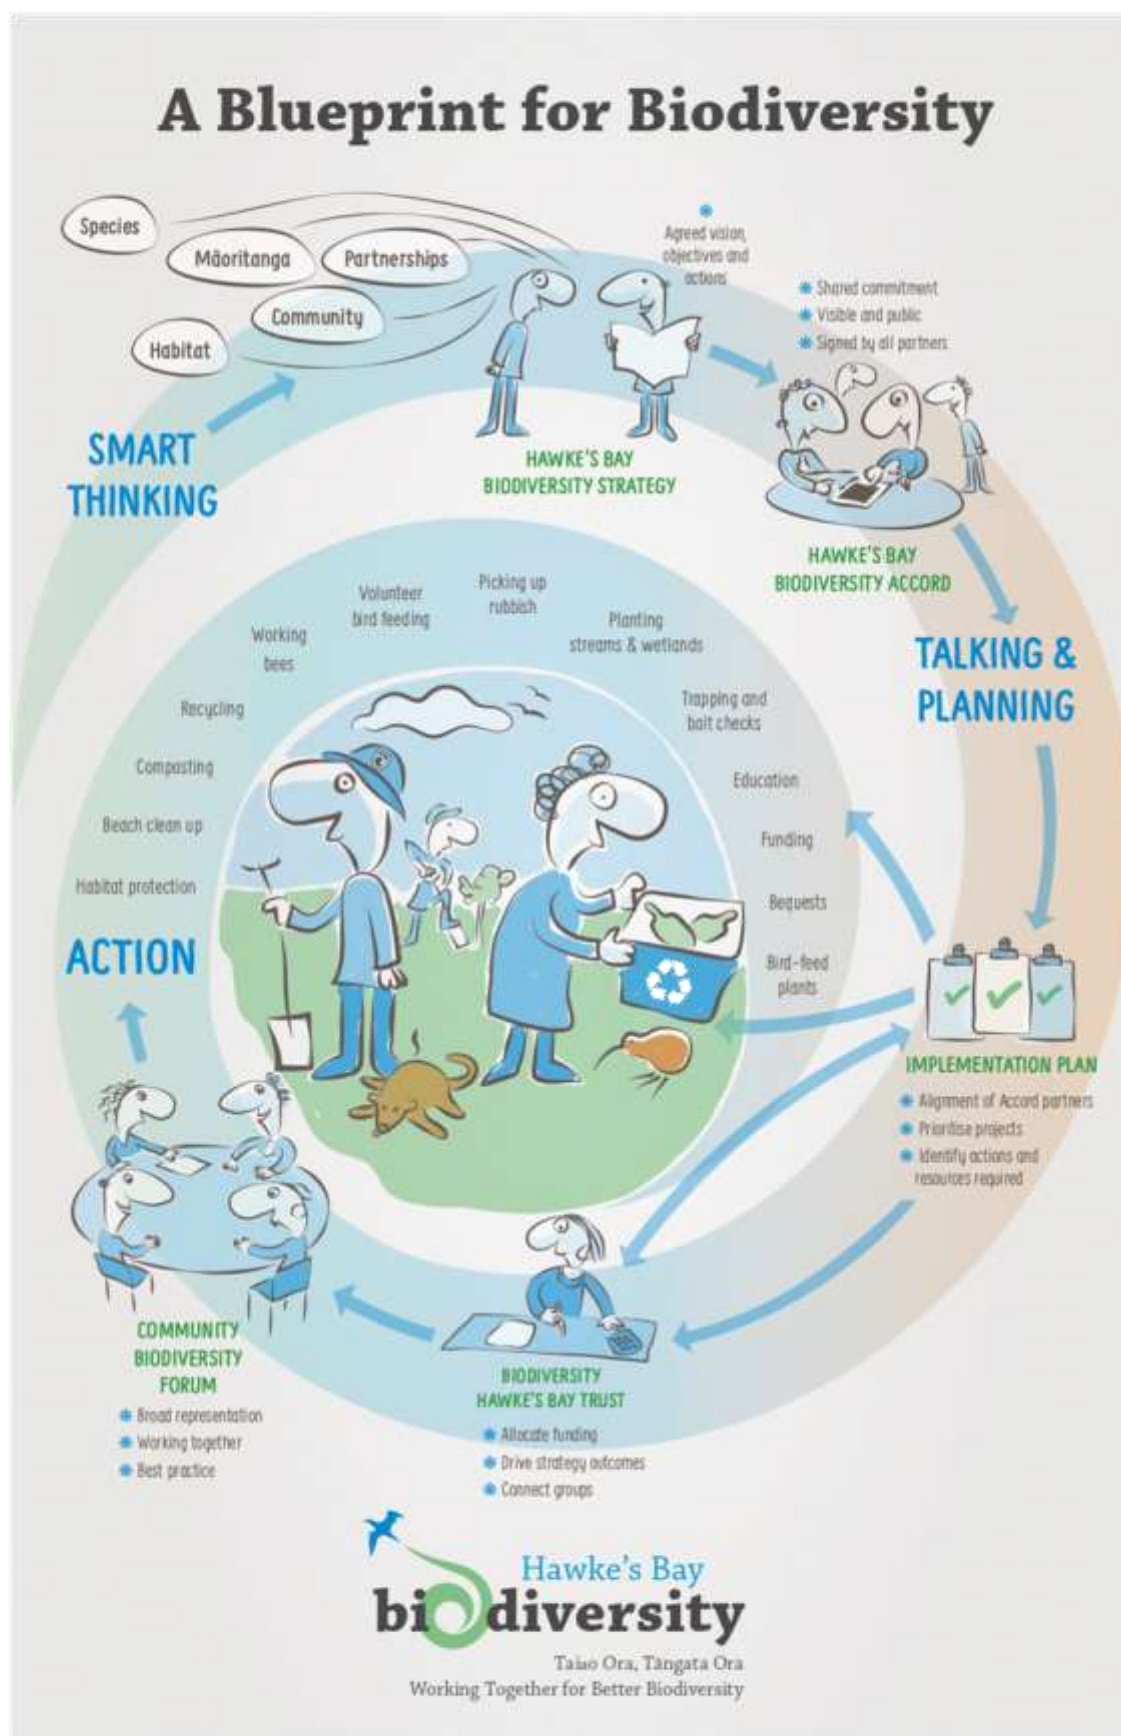 A Blueprint for Biodiversity
Species
Māoritanga
Partnerships
Community
Habitat
Agreed vision,
objectives and
actions
Shared commitment
Visible and public
Signed by all partners
SMART
THINKING
HAWKE'S BAY
BIODIVERSITY STRATEGY
HAWKE'S BAY
BIODIVERSITY ACCORD
TALKING &
PLANNING
Habitat protection
Beach clean up
Composting
Recycling
Working
bees
Volunteer
bird feeding
Picking up
rubbish
Planting
streams & wetlands
Trapping and
bait checks
Education
Funding
Bequests
Bird-feed
plants
IMPLEMENTATION PLAN
Alignment of Accord partners
Prioritise projects
Identify actions and
resources required
BIODIVERSITY
HAWKE'S BAY TRUST
Allocate funding
Drive strategy outcomes
Connect groups
COMMUNITY
BIODIVERSITY
FORUM
Broad representation
Working together
Best practice
ACTION
Hawke's Bay
biodiversity
Taiao Ora, Tāngata Ora
Working Together for Better Biodiversity